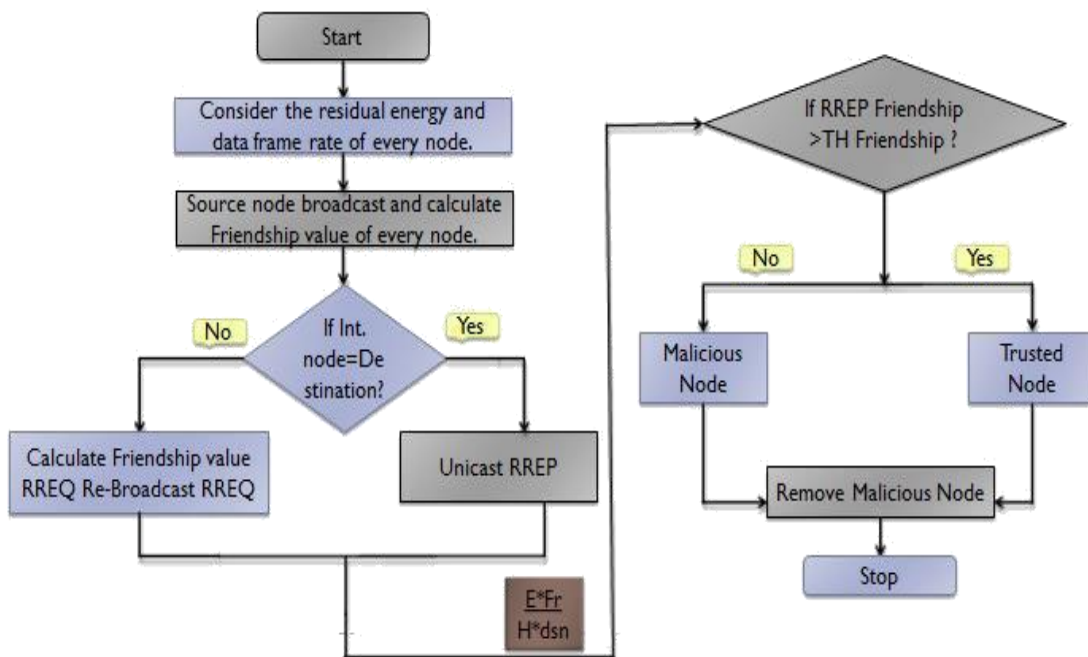 Start
Consider the residual energy and
data frame rate of every node.
Source node broadcast and calculate
Friendship value of every node.
If Int.
node=De
stination?
No
Yes
Calculate Friendship value
RREQ Re-Broadcast RREQ
Unicast RREP
E*Fr
H*dsn
If RREP Friendship
>TH Friendship ?
No
Yes
Malicious
Node
Trusted
Node
Remove Malicious Node
Stop